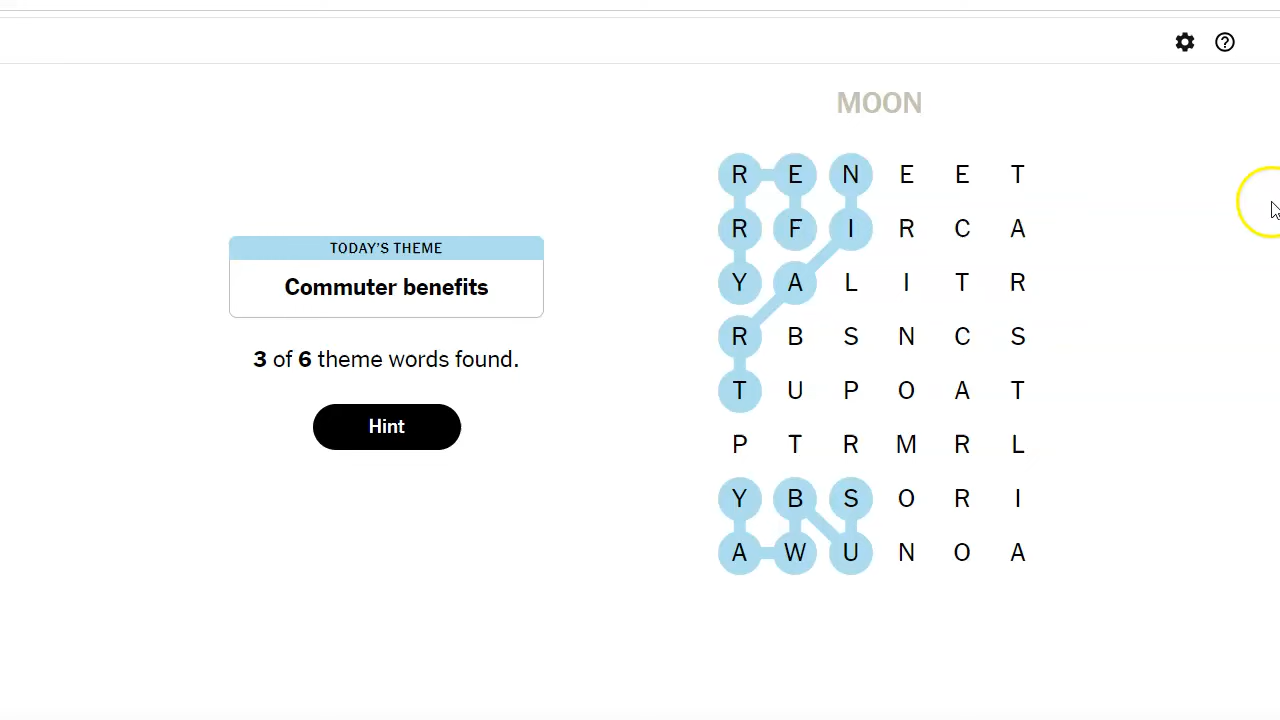 MOON
TODAY'S THEME
Commuter benefits
3 of 6 theme words found.
Hint
R E N E E T
R F I R C A
Y A L I T R
R B S N C S
T U P O A T
P T R M R L
Y B S O R I
A W U N O A